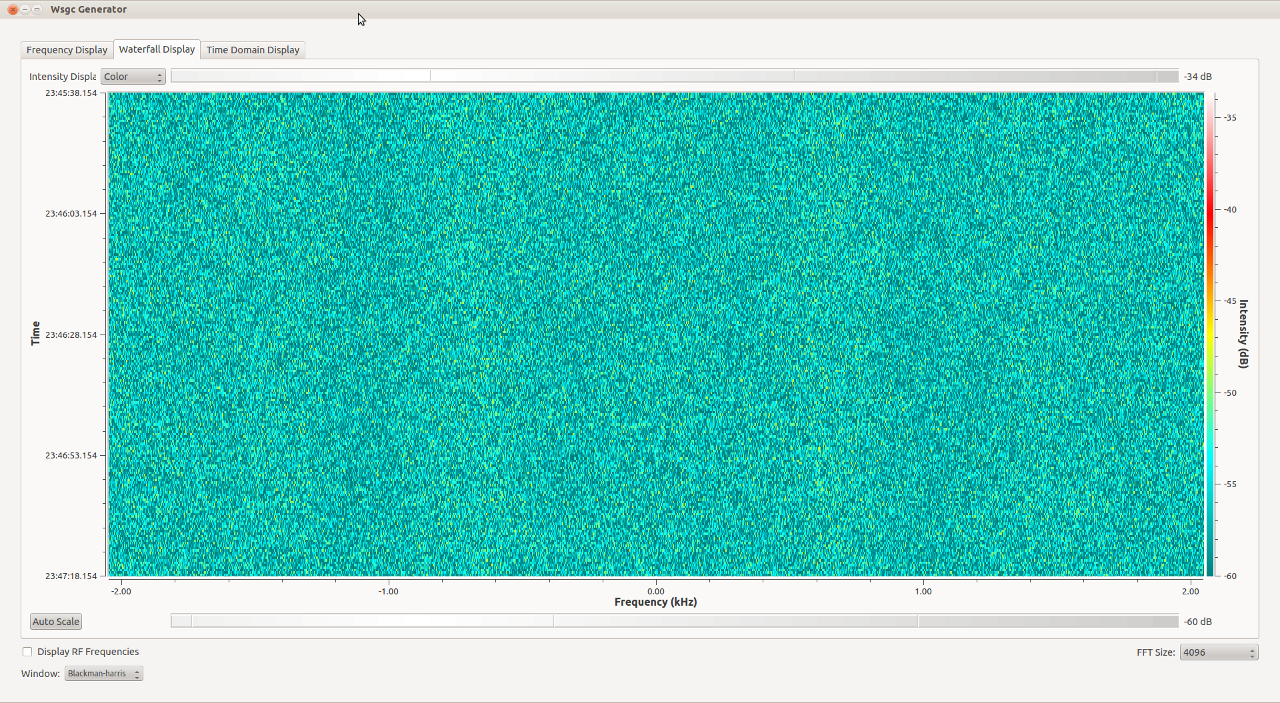 Wsgc Generator
Frequency Display Waterfall Display Time Domain Display
Intensity Displa Color -34 dB
23:45:38.154
23:46:03.154
23:46:28.154
23:46:53.154
23:47:18.154
Time
-35
-40
-45
-50
-55
-60
Intensity (dB)
-2.00 -1.00 0.00 1.00 2.00
Frequency (kHz)
Auto Scale -60 dB
Display RF Frequencies FFT Size: 4096
Window: Blackman-harris